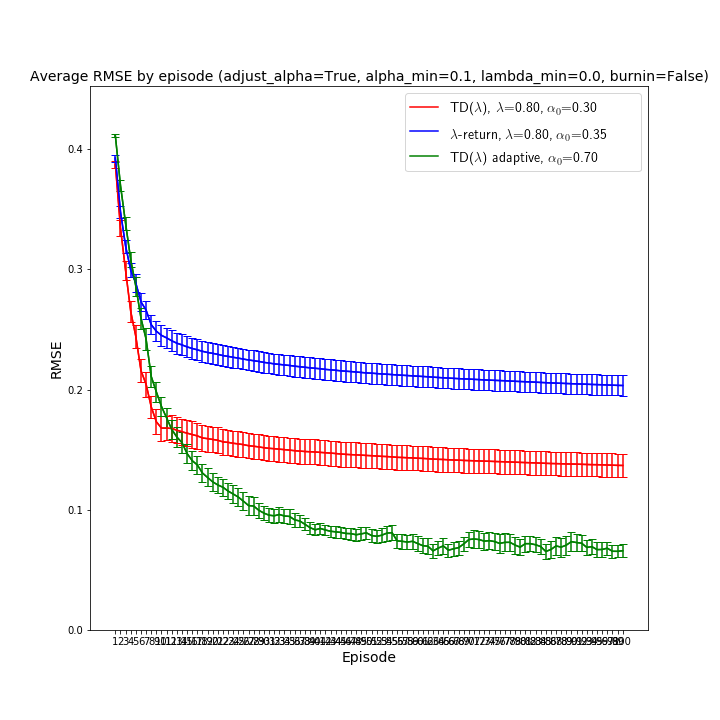 Average RMSE by episode (adjust_alpha=True, alpha_min=0.1, lambda_min=0.0, burnin=False)
TD(λ), λ=0.80, α₀=0.30
λ-return, λ=0.80, α₀=0.35
TD(λ) adaptive, α₀=0.70
0.4
0.3
0.2
0.1
0.0
RMSE
Episode